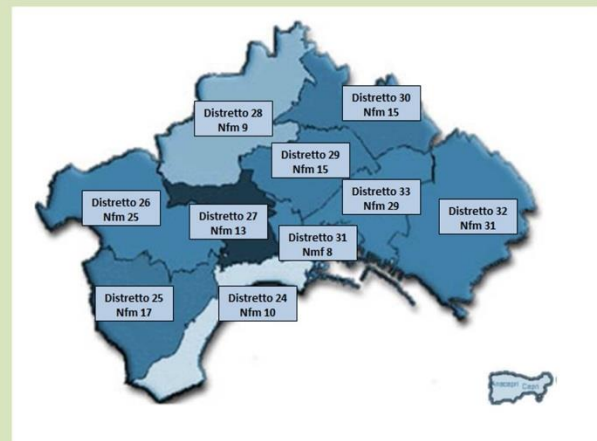 Distretto 30
Nfm 15
Distretto 28
Nfm 9
Distretto 29
Nfm 15
Distretto 33
Nfm 29
Distretto 26
Nfm 25
Distretto 27
Nfm 13
Distretto 32
Nfm 31
Distretto 31
Nmf 8
Distretto 25
Nfm 17
Distretto 24
Nfm 10
Anacapri Capri